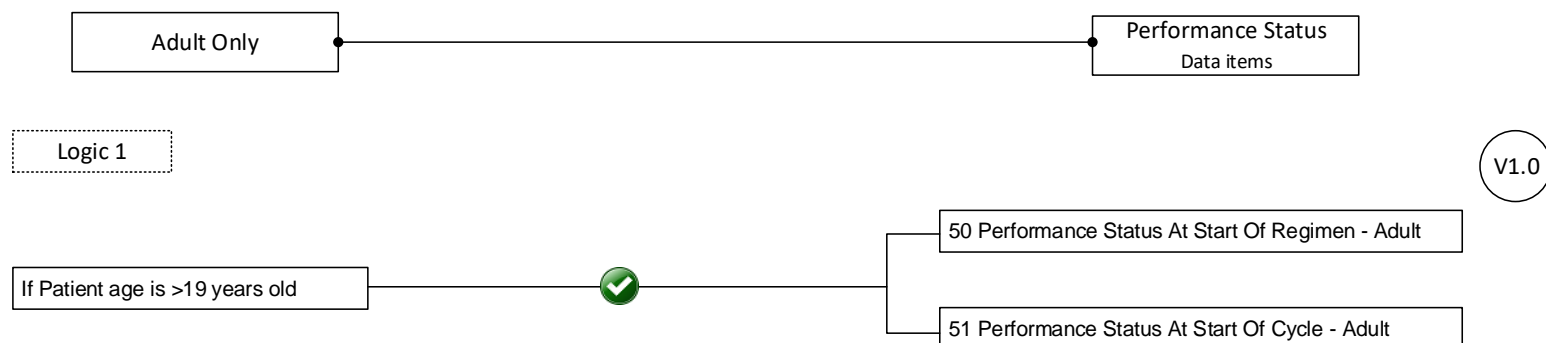 Adult Only
Performance Status
Data items
Logic 1
V1.0
50 Performance Status At Start Of Regimen - Adult
If Patient age is >19 years old
51 Performance Status At Start Of Cycle - Adult